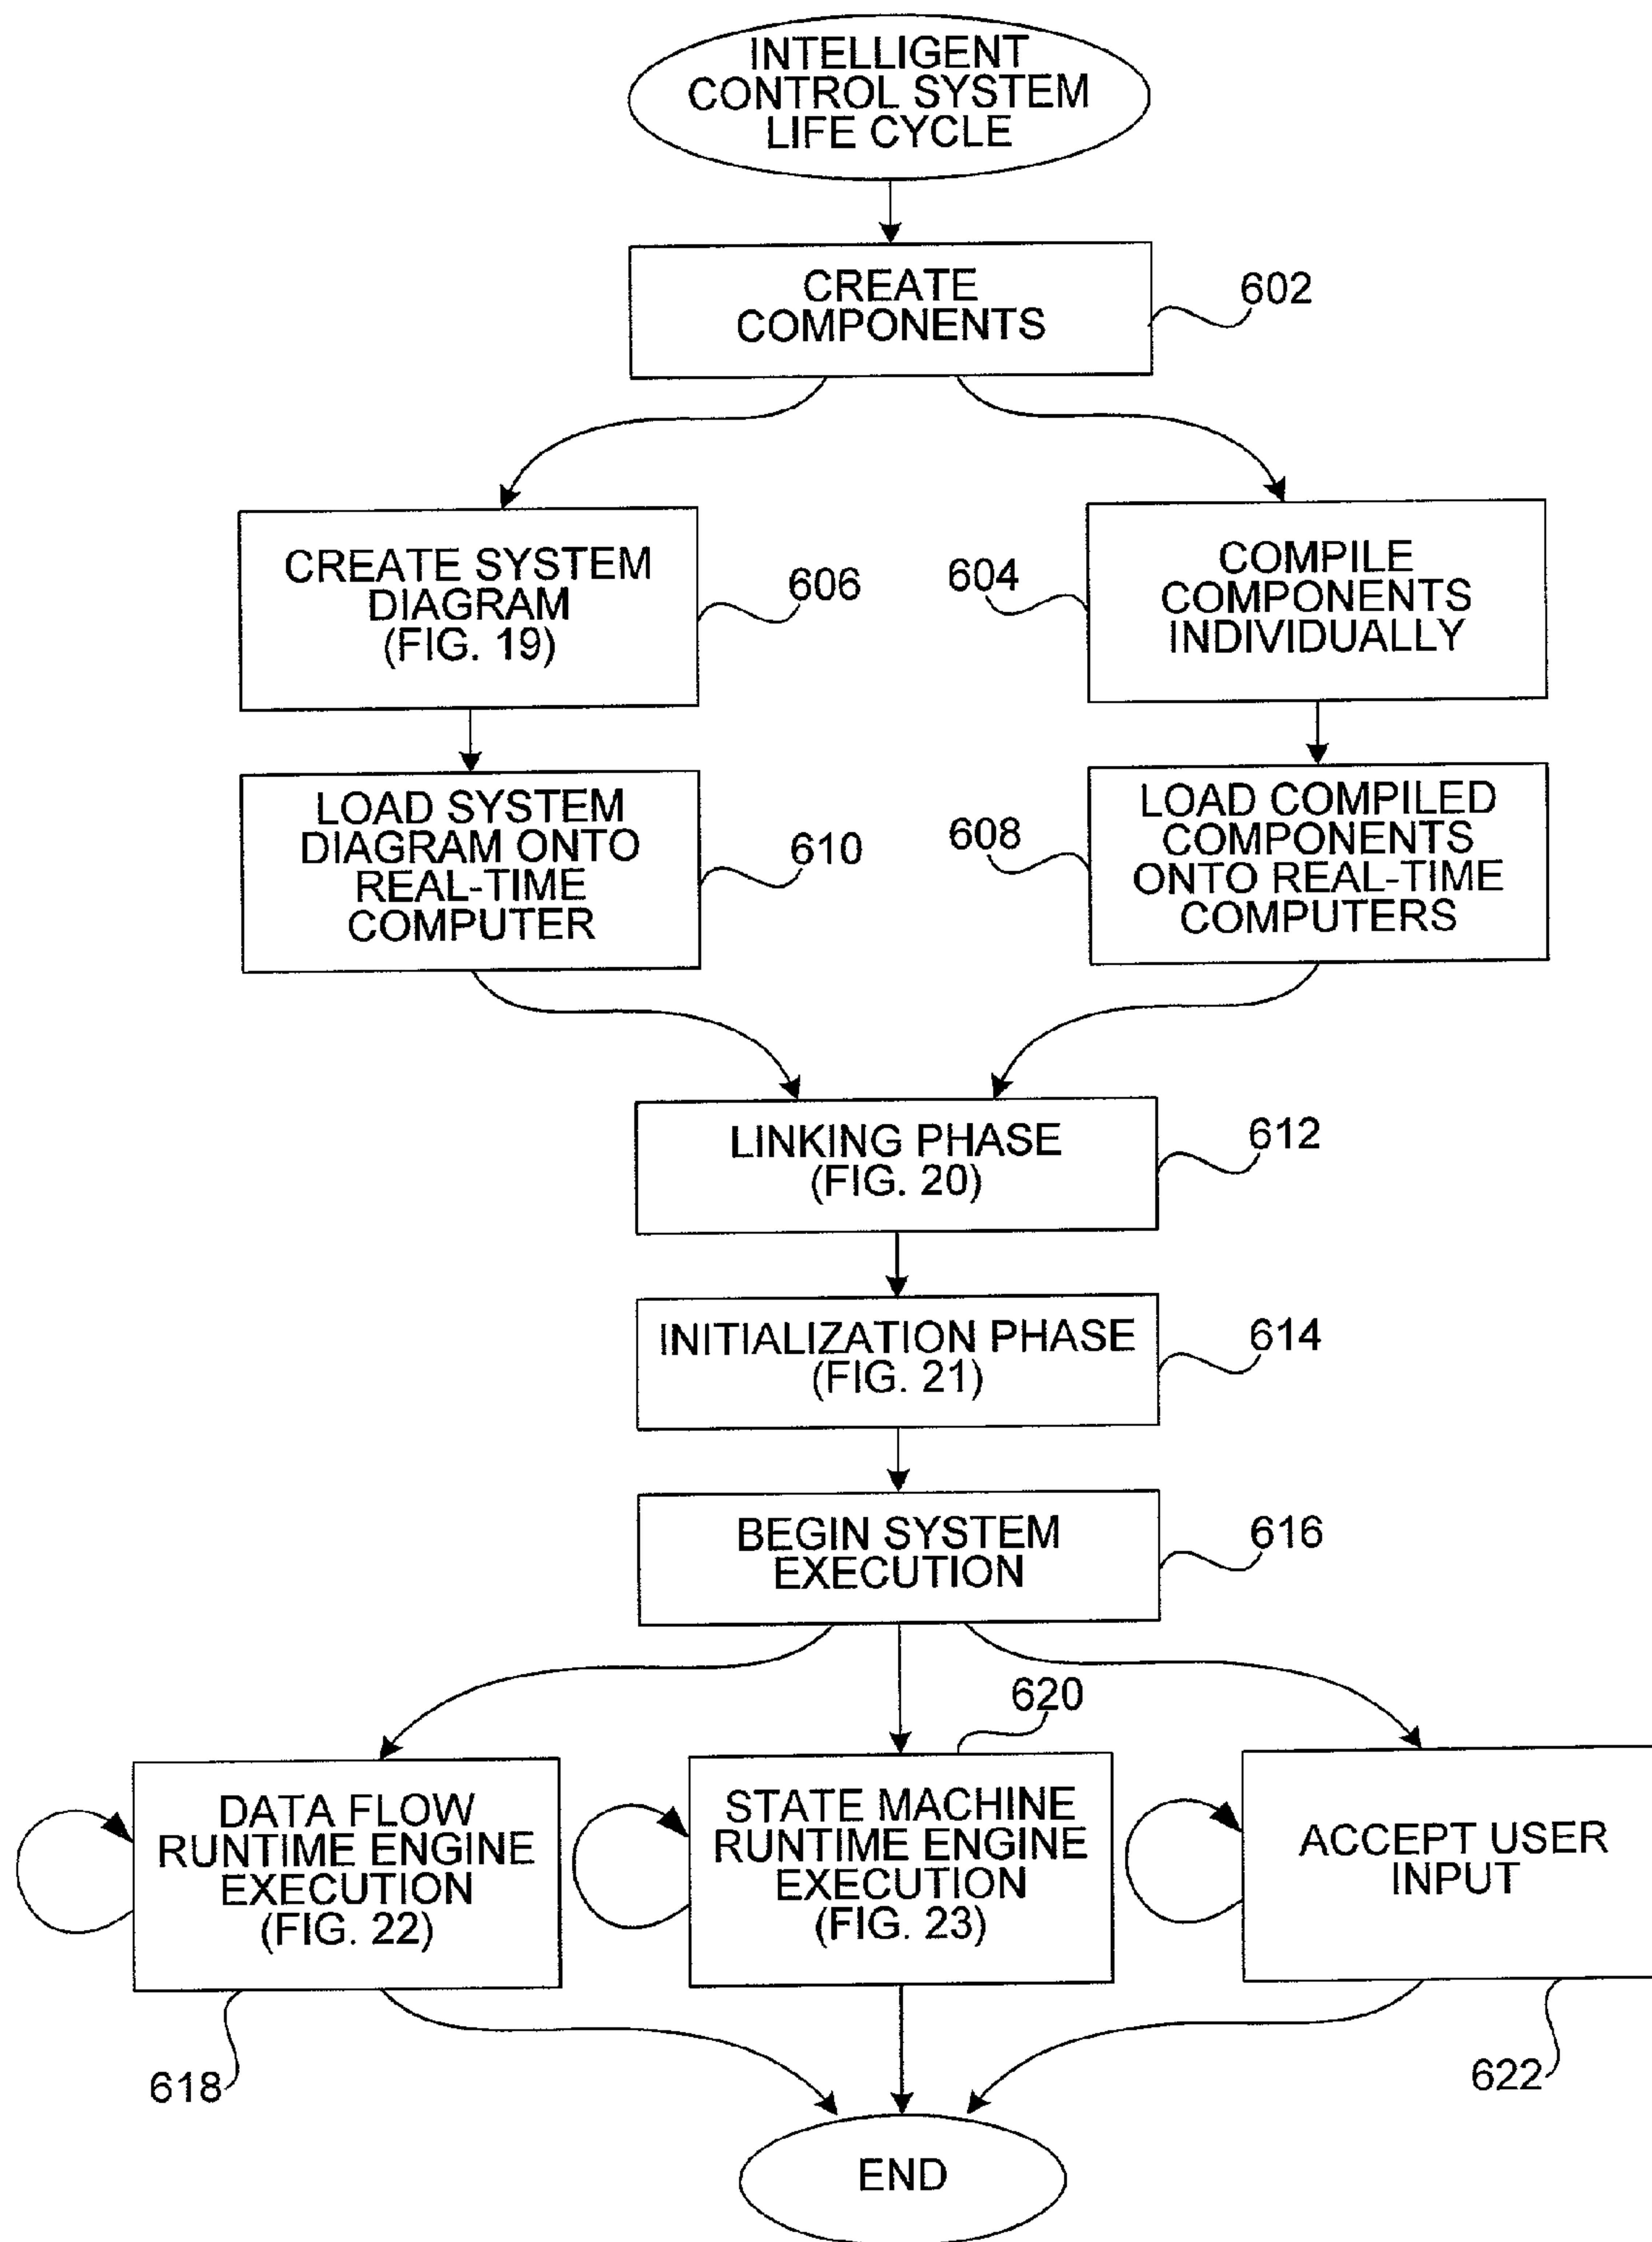 INTELLIGENT
CONTROL SYSTEM
LIFE CYCLE
CREATE
COMPONENTS
602
CREATE SYSTEM
DIAGRAM
(FIG. 19)
606
604
COMPILE
COMPONENTS
INDIVIDUALLY
LOAD SYSTEM
DIAGRAM ONTO
REAL-TIME
COMPUTER
610
608
LOAD COMPILED
COMPONENTS
ONTO REAL-TIME
COMPUTERS
LINKING PHASE
(FIG. 20)
612
INITIALIZATION PHASE
(FIG. 21)
614
BEGIN SYSTEM
EXECUTION
616
620
DATA FLOW
RUNTIME ENGINE
EXECUTION
(FIG. 22)
STATE MACHINE
RUNTIME ENGINE
EXECUTION
(FIG. 23)
ACCEPT USER
INPUT
618
622
END